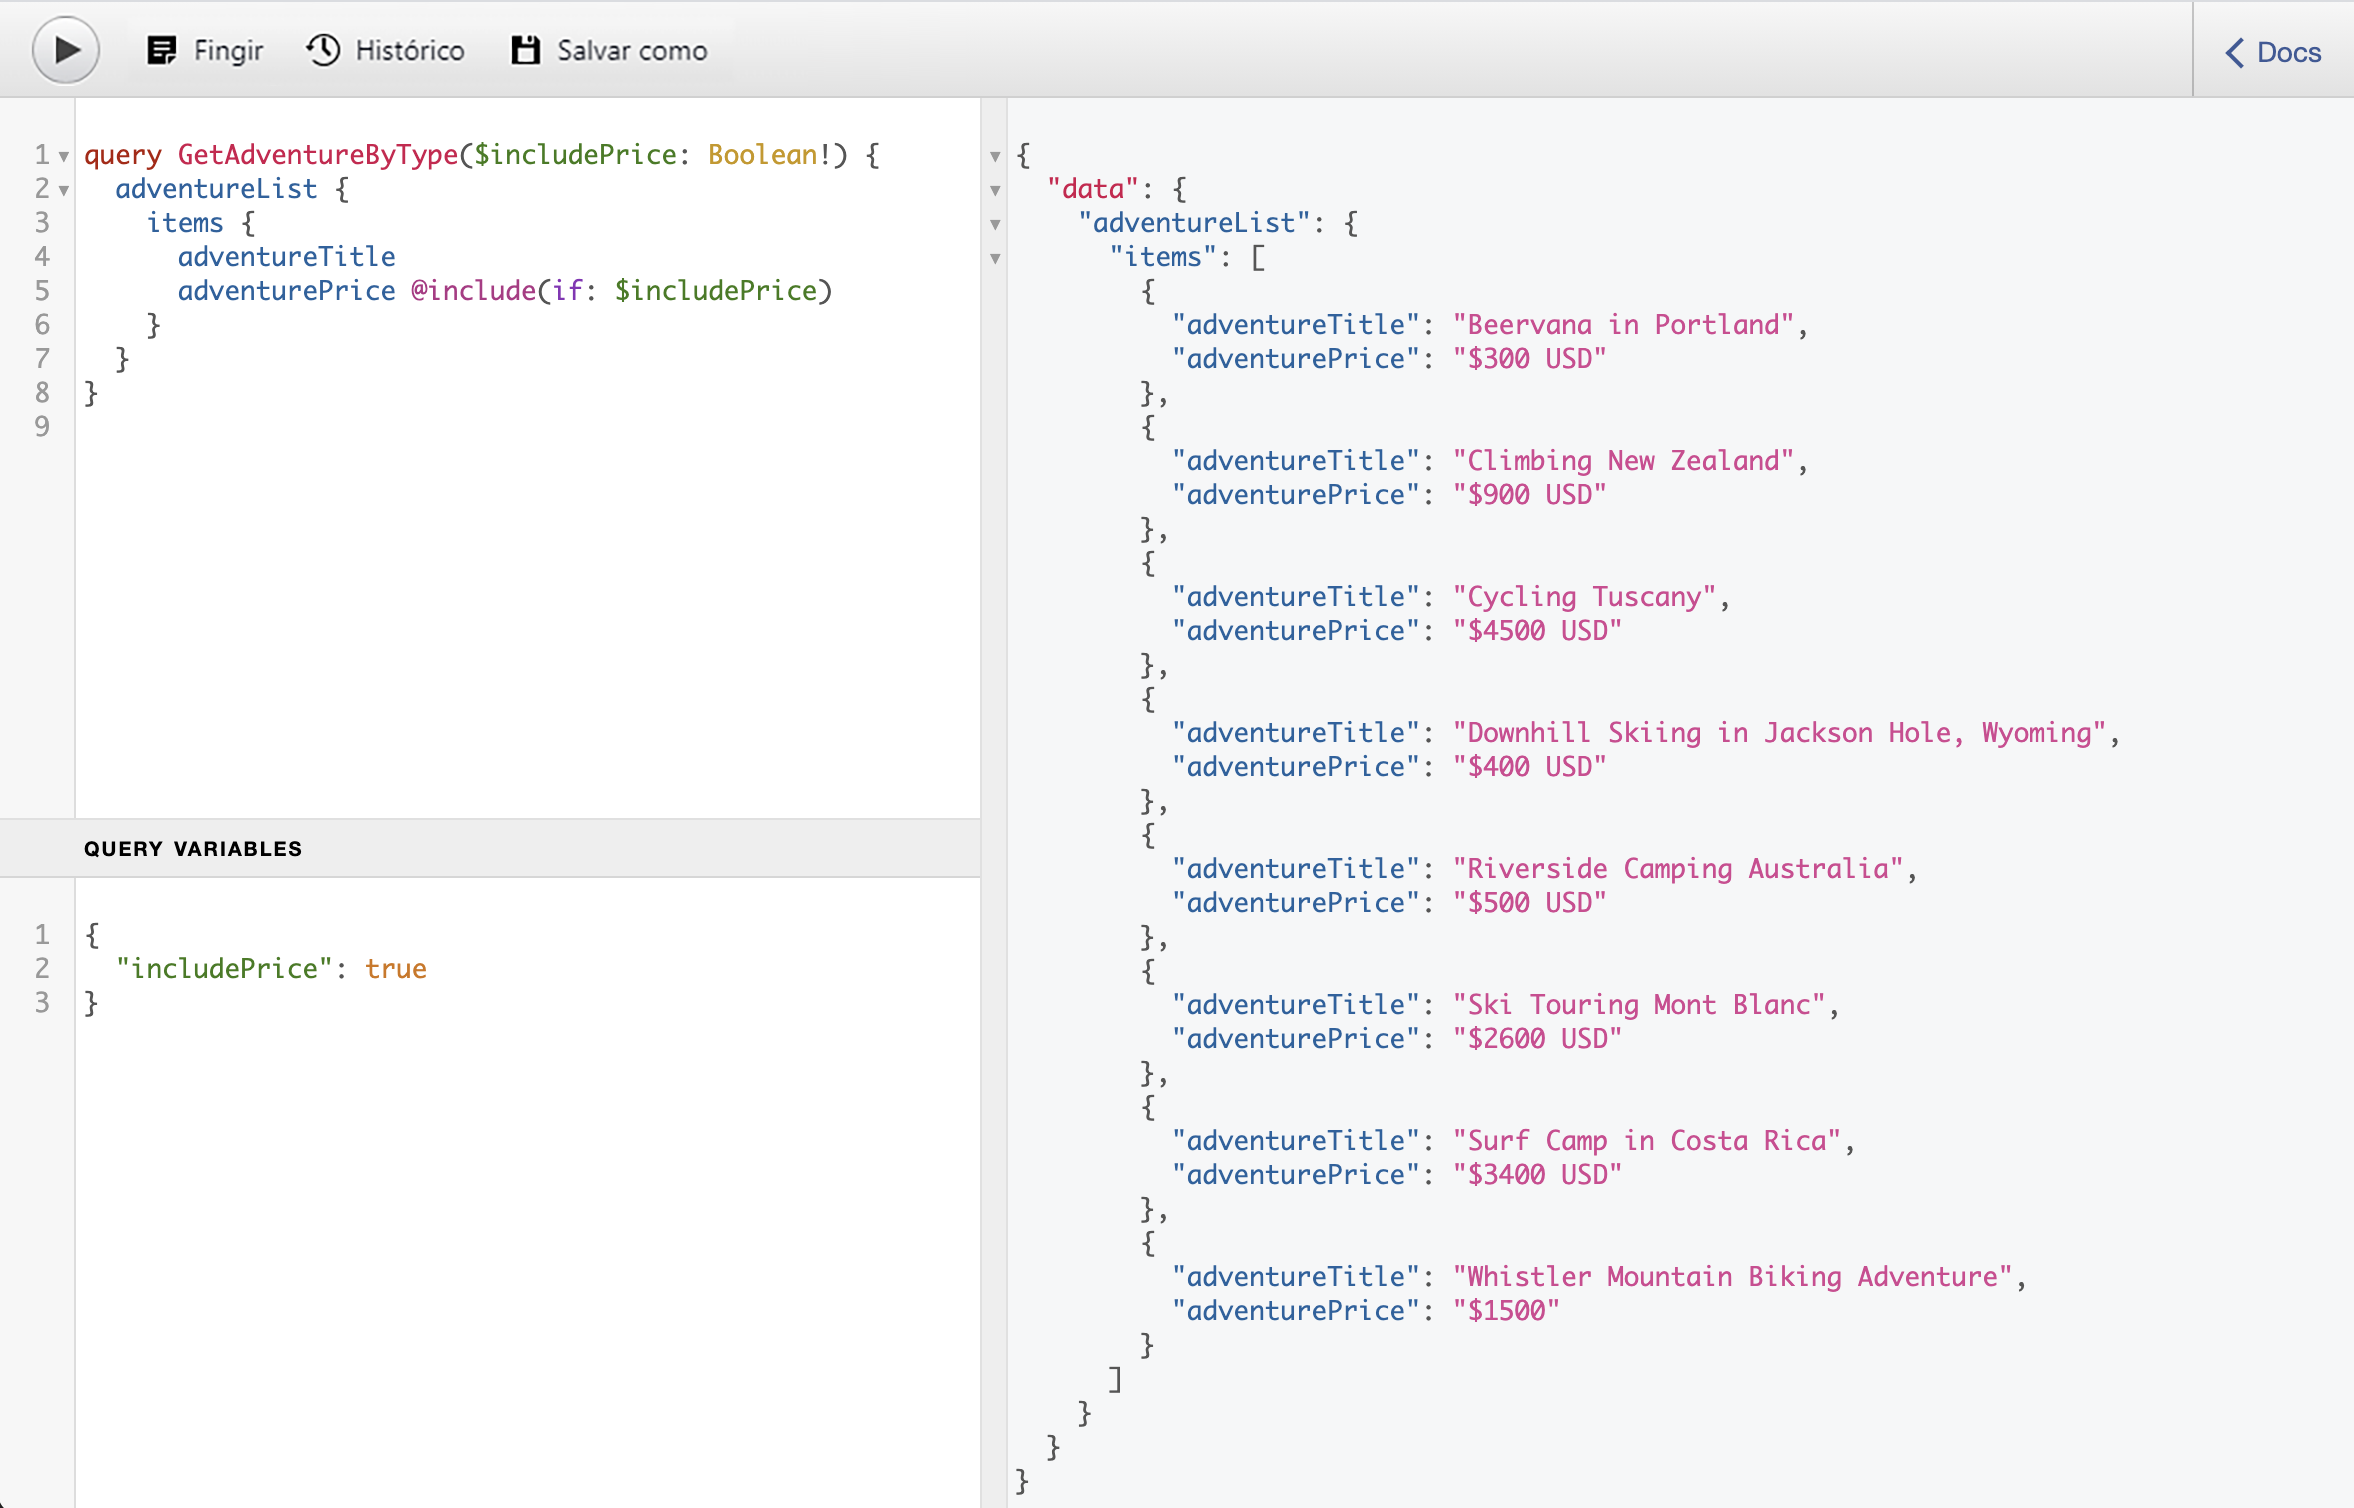 Fingir Histórico Salvar como Docs
1 query GetAdventureByType($includePrice: Boolean!) {
2   adventureList {
3     items {
4       adventureTitle
5       adventurePrice @include(if: $includePrice)
6     }
7   }
8 }
9
QUERY VARIABLES
1 {
2   "includePrice": true
3 }
{
  "data": {
    "adventureList": {
      "items": [
        {
          "adventureTitle": "Beervana in Portland",
          "adventurePrice": "$300 USD"
        },
        {
          "adventureTitle": "Climbing New Zealand",
          "adventurePrice": "$900 USD"
        },
        {
          "adventureTitle": "Cycling Tuscany",
          "adventurePrice": "$4500 USD"
        },
        {
          "adventureTitle": "Downhill Skiing in Jackson Hole, Wyoming",
          "adventurePrice": "$400 USD"
        },
        {
          "adventureTitle": "Riverside Camping Australia",
          "adventurePrice": "$500 USD"
        },
        {
          "adventureTitle": "Ski Touring Mont Blanc",
          "adventurePrice": "$2600 USD"
        },
        {
          "adventureTitle": "Surf Camp in Costa Rica",
          "adventurePrice": "$3400 USD"
        },
        {
          "adventureTitle": "Whistler Mountain Biking Adventure",
          "adventurePrice": "$1500"
        }
      ]
    }
  }
}